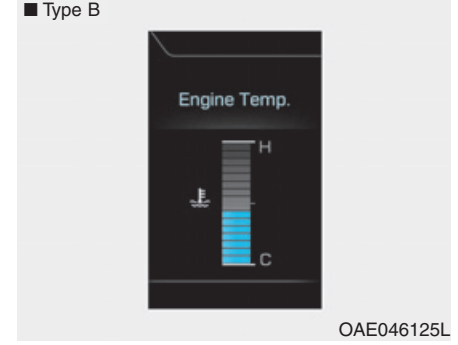 ■ Type B
Engine Temp.
H
C
OAE046125L